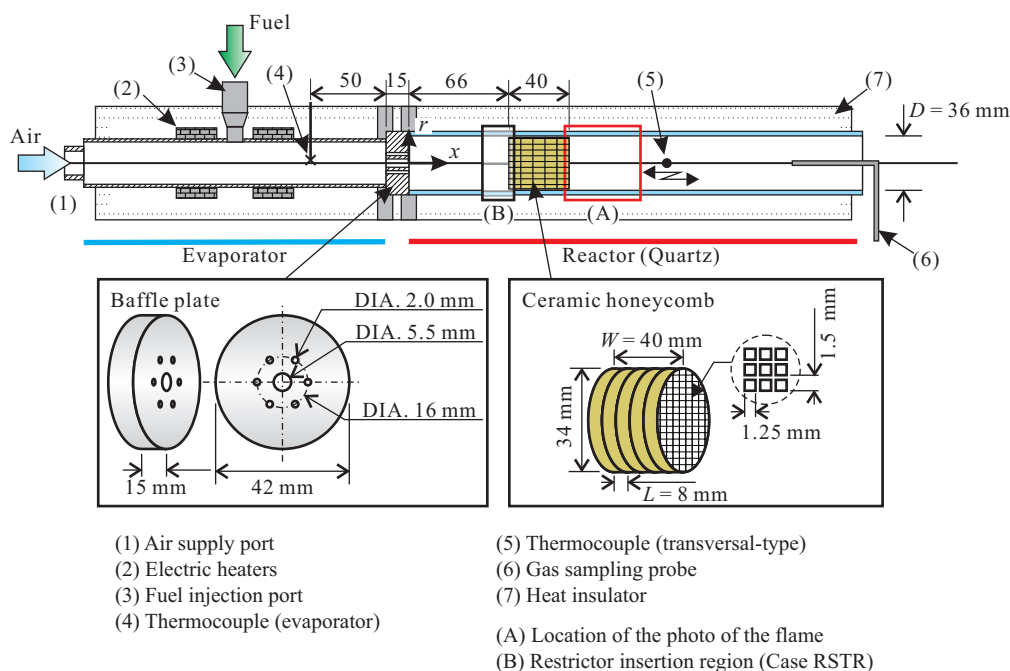 Fuel
(3)
(4)
50
15
66
40
(5)
(7)
(2)
D = 36 mm
Air
r
x
(1)
(B)
(A)
(6)
Evaporator
Reactor (Quartz)
Baffle plate
DIA. 2.0 mm
DIA. 5.5 mm
DIA. 16 mm
15 mm
42 mm
Ceramic honeycomb
W = 40 mm
1.5 mm
34 mm
1.25 mm
L = 8 mm
(1) Air supply port
(2) Electric heaters
(3) Fuel injection port
(4) Thermocouple (evaporator)
(5) Thermocouple (transversal-type)
(6) Gas sampling probe
(7) Heat insulator
(A) Location of the photo of the flame
(B) Restrictor insertion region (Case RSTR)